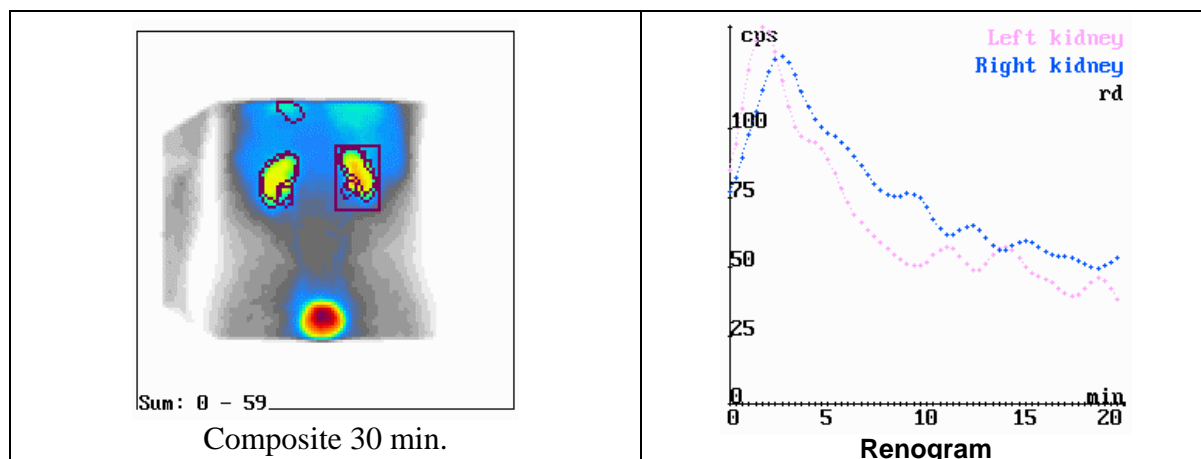 Sum: 0 - 59
Composite 30 min.
cps
Left kidney
Right kidney
rd
100
75
50
25
0
min
0 5 10 15 20
Renogram